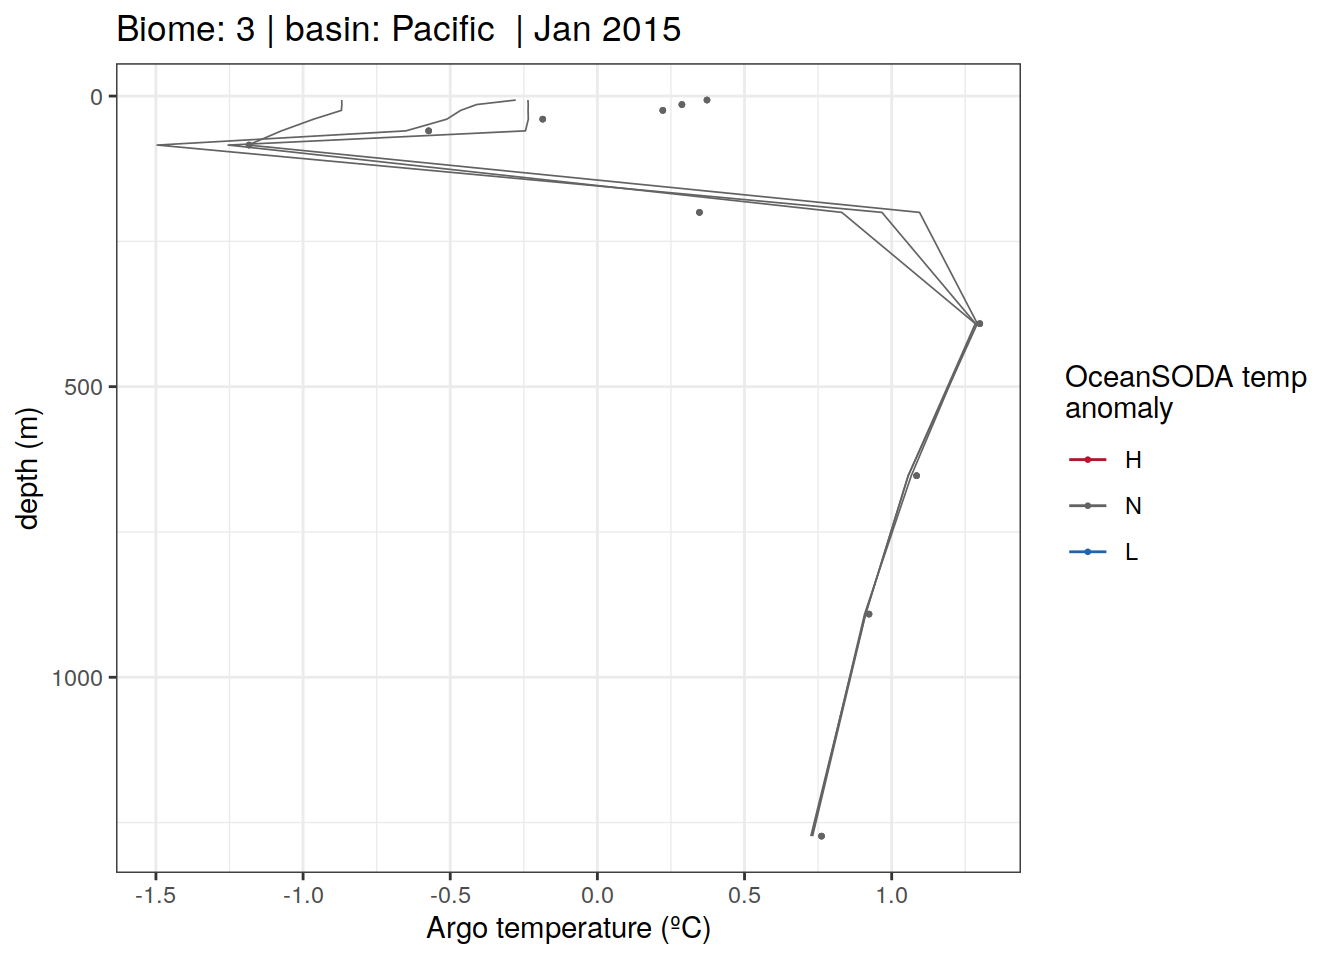 Biome: 3 | basin: Pacific  | Jan 2015
0
500
1000
depth (m)
-1.5
-1.0
-0.5
0.0
0.5
1.0
Argo temperature (ºC)
OceanSODA temp
anomaly
H
N
L